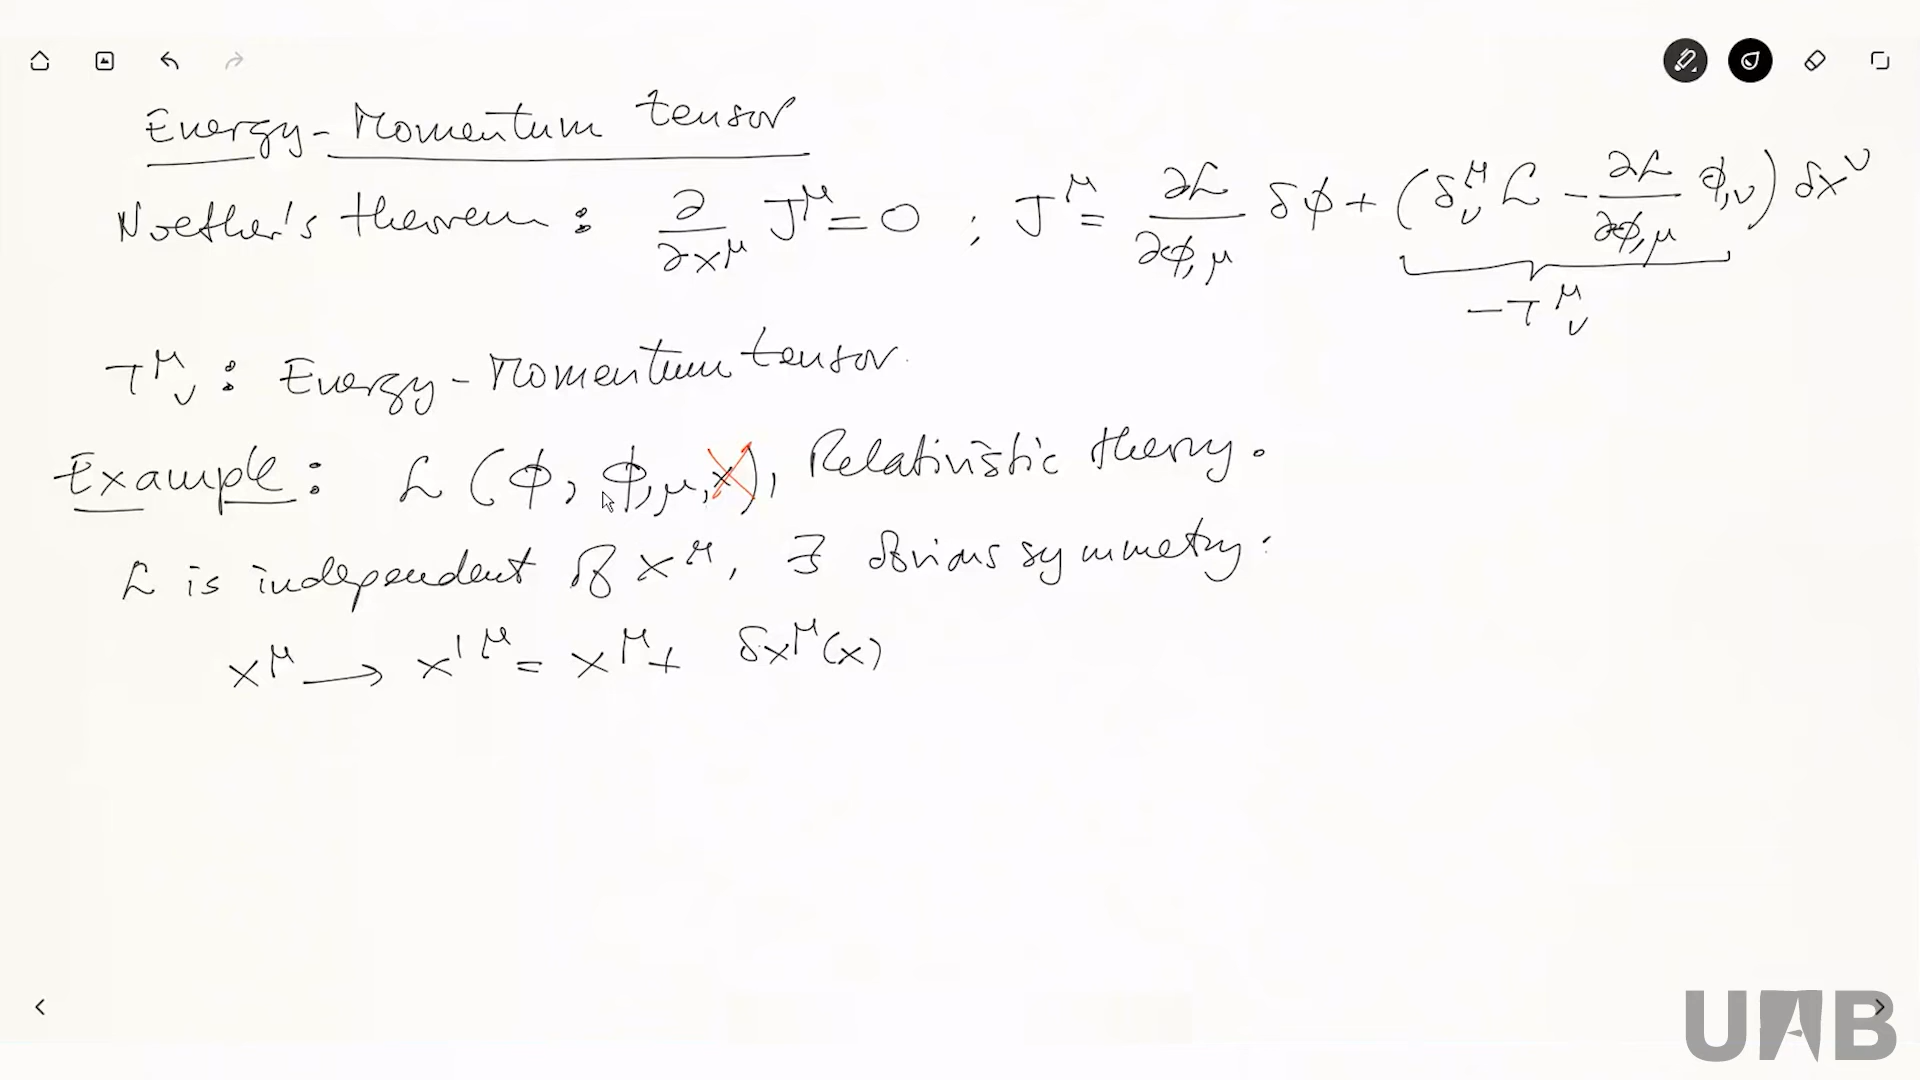 Energy-Momentum tensor
Noether's theorem : ∂/∂x^μ J^μ = 0 ; J^μ = ∂ℒ/∂ϕ,μ δϕ + (δ^μ_ν ℒ - ∂ℒ/∂ϕ,μ ϕ,ν) δx^ν
-T^μ_ν
T^μ_ν : Energy-Momentum tensor.
Example : ℒ (ϕ, ϕ,μ, x), Relativistic theory.
ℒ is independent of x^μ, ∃ obvious symmetry:
x^μ → x'^μ = x^μ + δx^μ(x)
UAB